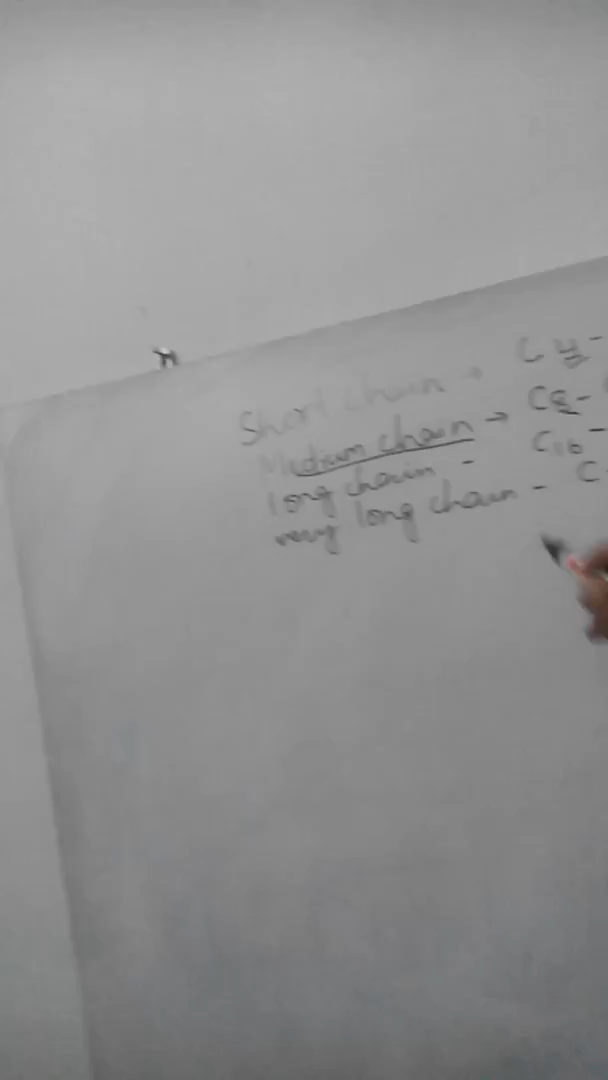 Short chain → C4-
Medium chain → C8-
long chain - C16-
very long chain - C